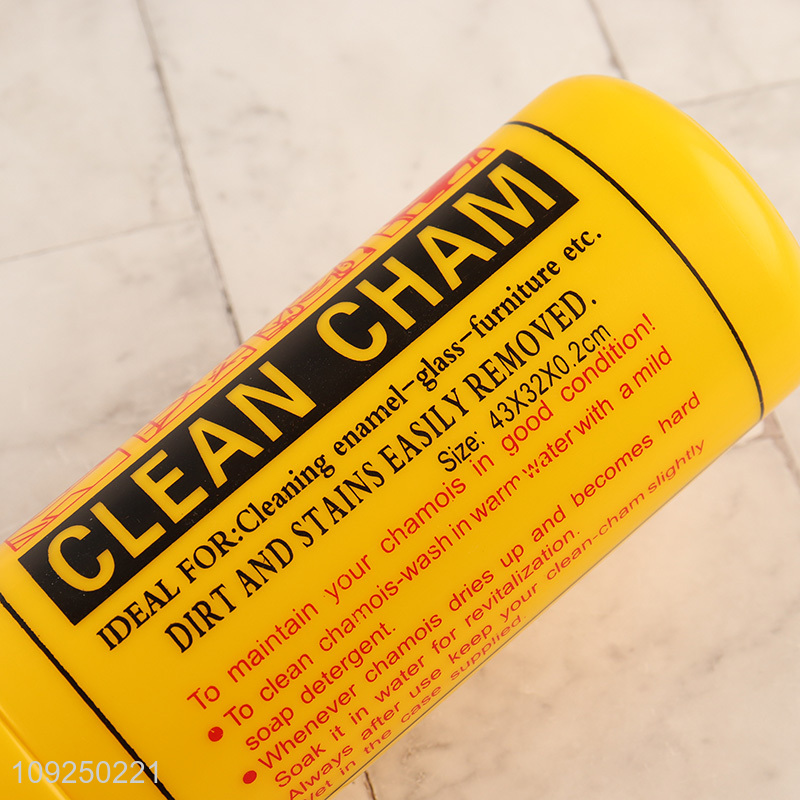 CLEAN CHAM
IDEAL FOR:Cleaning enamel-glass-furniture etc.
DIRT AND STAINS EASILY REMOVED.
Size: 43X32X0.2cm
To maintain your chamois in good condition!
• To clean chamois-wash in warm water with a mild
soap detergent.
• Whenever chamois dries up and becomes hard
Soak it in water for revitalization.
Always after use keep your clean-cham slightly
wet in the case supplied
109250221